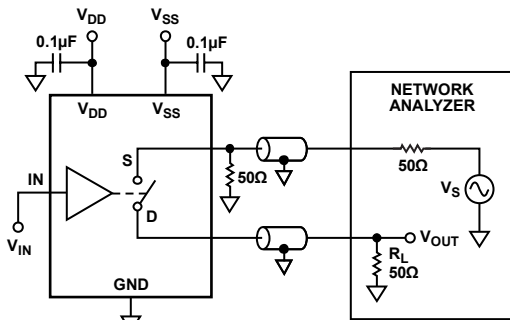 VDD VSS
0.1µF 0.1µF
VDD VSS
NETWORK
ANALYZER
S
50Ω
50Ω
IN
VS
D
VIN
VOUT
RL
50Ω
GND